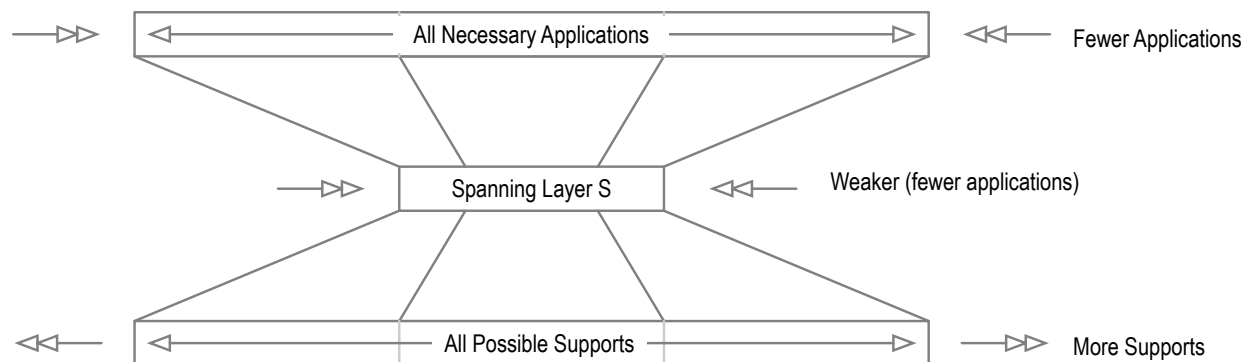 All Necessary Applications
Fewer Applications
Spanning Layer S
Weaker (fewer applications)
All Possible Supports
More Supports